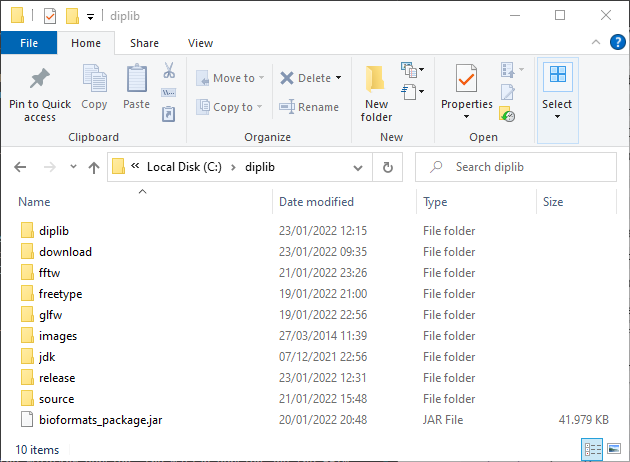 diplib
File Home Share View
Pin to Quick access Copy Paste Move to Copy to Delete Rename New folder Properties Select
Clipboard Organize New Open
Local Disk (C:) diplib Search diplib
Name Date modified Type Size
diplib 23/01/2022 12:15 File folder
download 23/01/2022 09:35 File folder
fftw 21/01/2022 23:26 File folder
freetype 19/01/2022 21:00 File folder
glfw 19/01/2022 22:56 File folder
images 27/03/2014 11:39 File folder
jdk 07/12/2021 22:56 File folder
release 23/01/2022 12:31 File folder
source 21/01/2022 15:48 File folder
bioformats_package.jar 20/01/2022 20:48 JAR File 41.979 KB
10 items